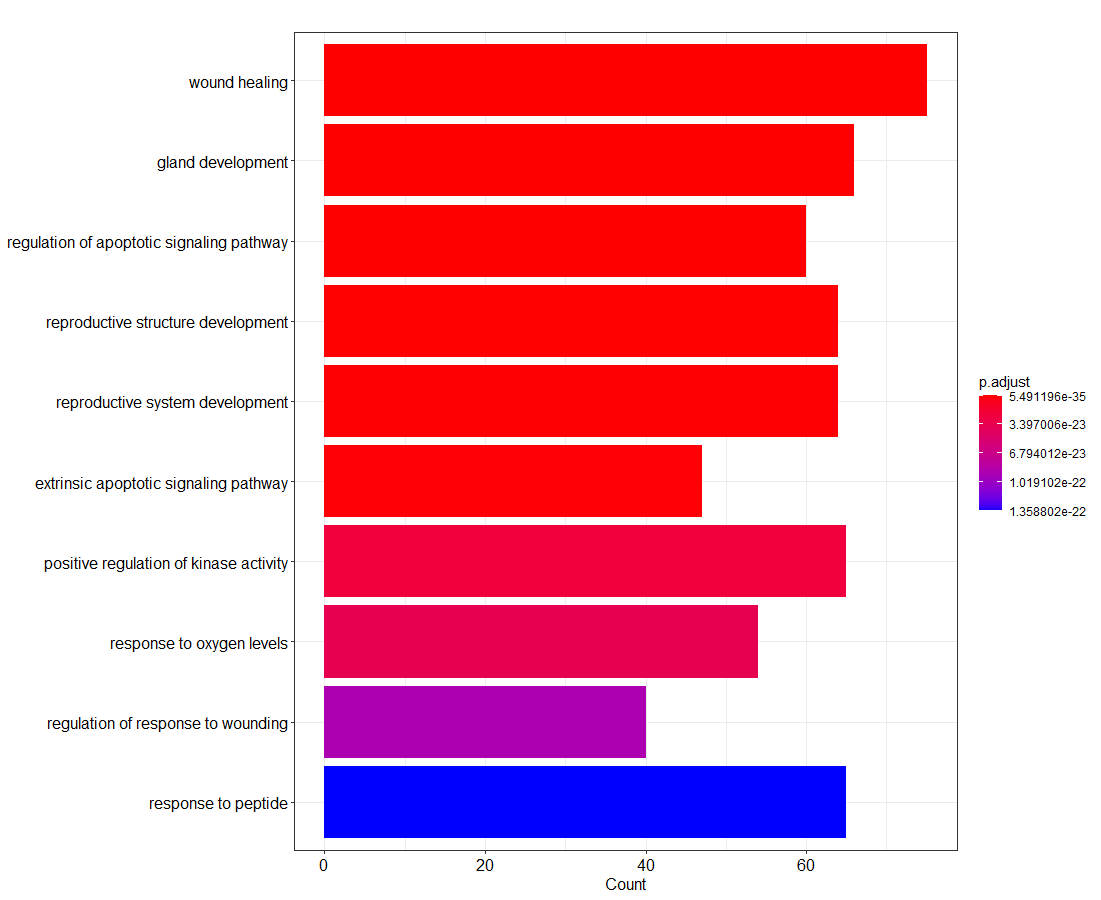 wound healing
gland development
regulation of apoptotic signaling pathway
reproductive structure development
reproductive system development
extrinsic apoptotic signaling pathway
positive regulation of kinase activity
response to oxygen levels
regulation of response to wounding
response to peptide
0 20 40 60
Count
p.adjust
5.491196e-35
3.397006e-23
6.794012e-23
1.019102e-22
1.358802e-22